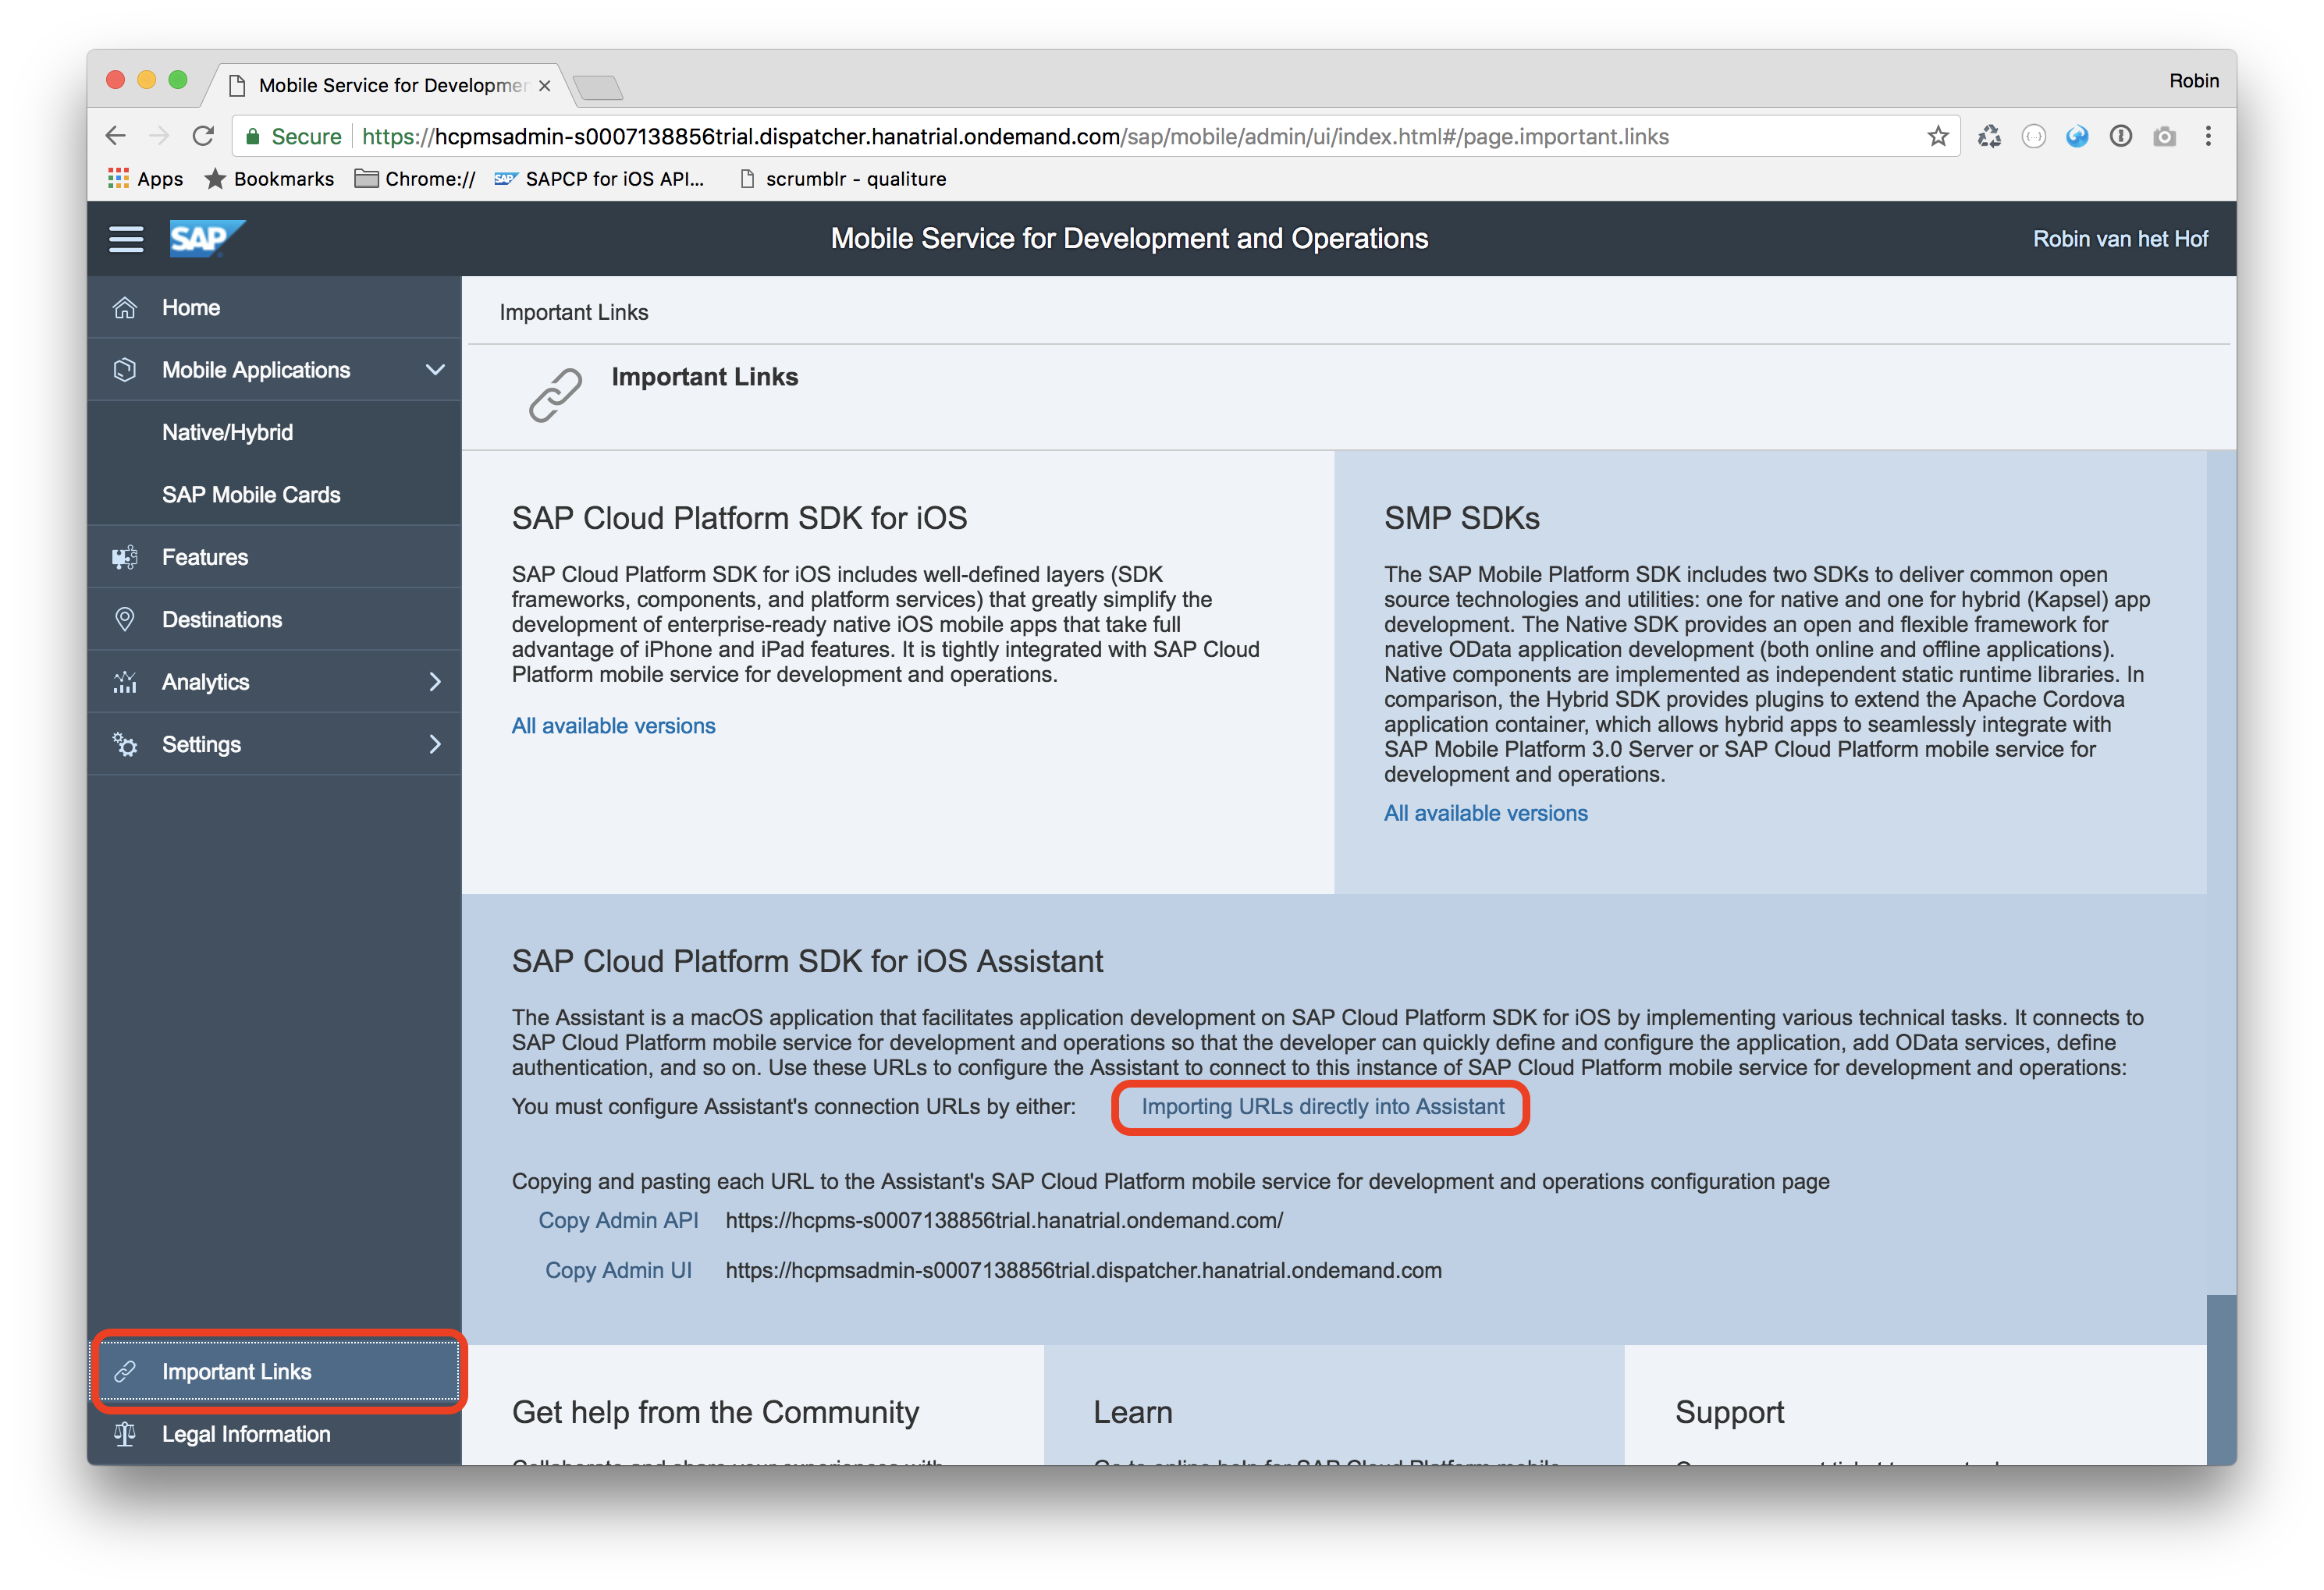 Mobile Service for Developmen
Robin
Secure
https://hcpmsadmin-s0007138856trial.dispatcher.hanatrial.ondemand.com/sap/mobile/admin/ui/index.html#/page.important.links
Apps
Bookmarks
Chrome://
SAP
SAPCP for iOS API...
scrumblr - qualiture
SAP
Mobile Service for Development and Operations
Robin van het Hof
Home
Mobile Applications
Native/Hybrid
SAP Mobile Cards
Features
Destinations
Analytics
Settings
Important Links
Legal Information
Important Links
Important Links
SAP Cloud Platform SDK for iOS
SAP Cloud Platform SDK for iOS includes well-defined layers (SDK
frameworks, components, and platform services) that greatly simplify the
development of enterprise-ready native iOS mobile apps that take full
advantage of iPhone and iPad features. It is tightly integrated with SAP Cloud
Platform mobile service for development and operations.
All available versions
SMP SDKs
The SAP Mobile Platform SDK includes two SDKs to deliver common open
source technologies and utilities: one for native and one for hybrid (Kapsel) app
development. The Native SDK provides an open and flexible framework for
native OData application development (both online and offline applications).
Native components are implemented as independent static runtime libraries. In
comparison, the Hybrid SDK provides plugins to extend the Apache Cordova
application container, which allows hybrid apps to seamlessly integrate with
SAP Mobile Platform 3.0 Server or SAP Cloud Platform mobile service for
development and operations.
All available versions
SAP Cloud Platform SDK for iOS Assistant
The Assistant is a macOS application that facilitates application development on SAP Cloud Platform SDK for iOS by implementing various technical tasks. It connects to
SAP Cloud Platform mobile service for development and operations so that the developer can quickly define and configure the application, add OData services, define
authentication, and so on. Use these URLs to configure the Assistant to connect to this instance of SAP Cloud Platform mobile service for development and operations:
You must configure Assistant's connection URLs by either:
Importing URLs directly into Assistant
Copying and pasting each URL to the Assistant's SAP Cloud Platform mobile service for development and operations configuration page
Copy Admin API
https://hcpms-s0007138856trial.hanatrial.ondemand.com/
Copy Admin UI
https://hcpmsadmin-s0007138856trial.dispatcher.hanatrial.ondemand.com
Get help from the Community
Collaborate and share your experiences with
Learn
Go to online help for SAP Cloud Platform mobile
Support